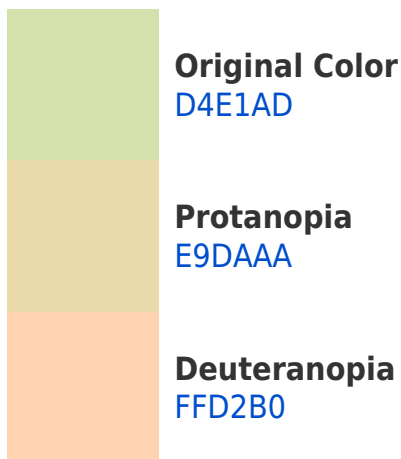 Original Color
D4E1AD
Protanopia
E9DAAA
Deuteranopia
FFD2B0